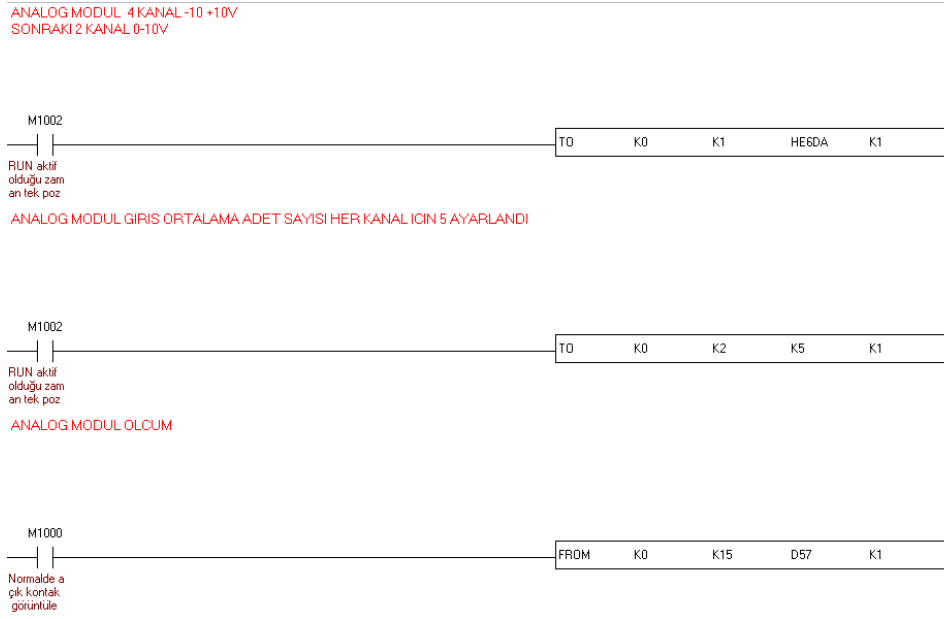 ANALOG MODUL 4 KANAL -10 +10V
SONRAKI 2 KANAL 0-10V
M1002
TO K0 K1 HE6DA K1
RUN aktif
olduğu zam
an tek poz
ANALOG MODUL GIRIS ORTALAMA ADET SAYISI HER KANAL ICIN 5 AYARLANDI
M1002
TO K0 K2 K5 K1
RUN aktif
olduğu zam
an tek poz
ANALOG MODUL OLCUM
M1000
FROM K0 K15 D57 K1
Normalde a
çık kontak
görüntüle